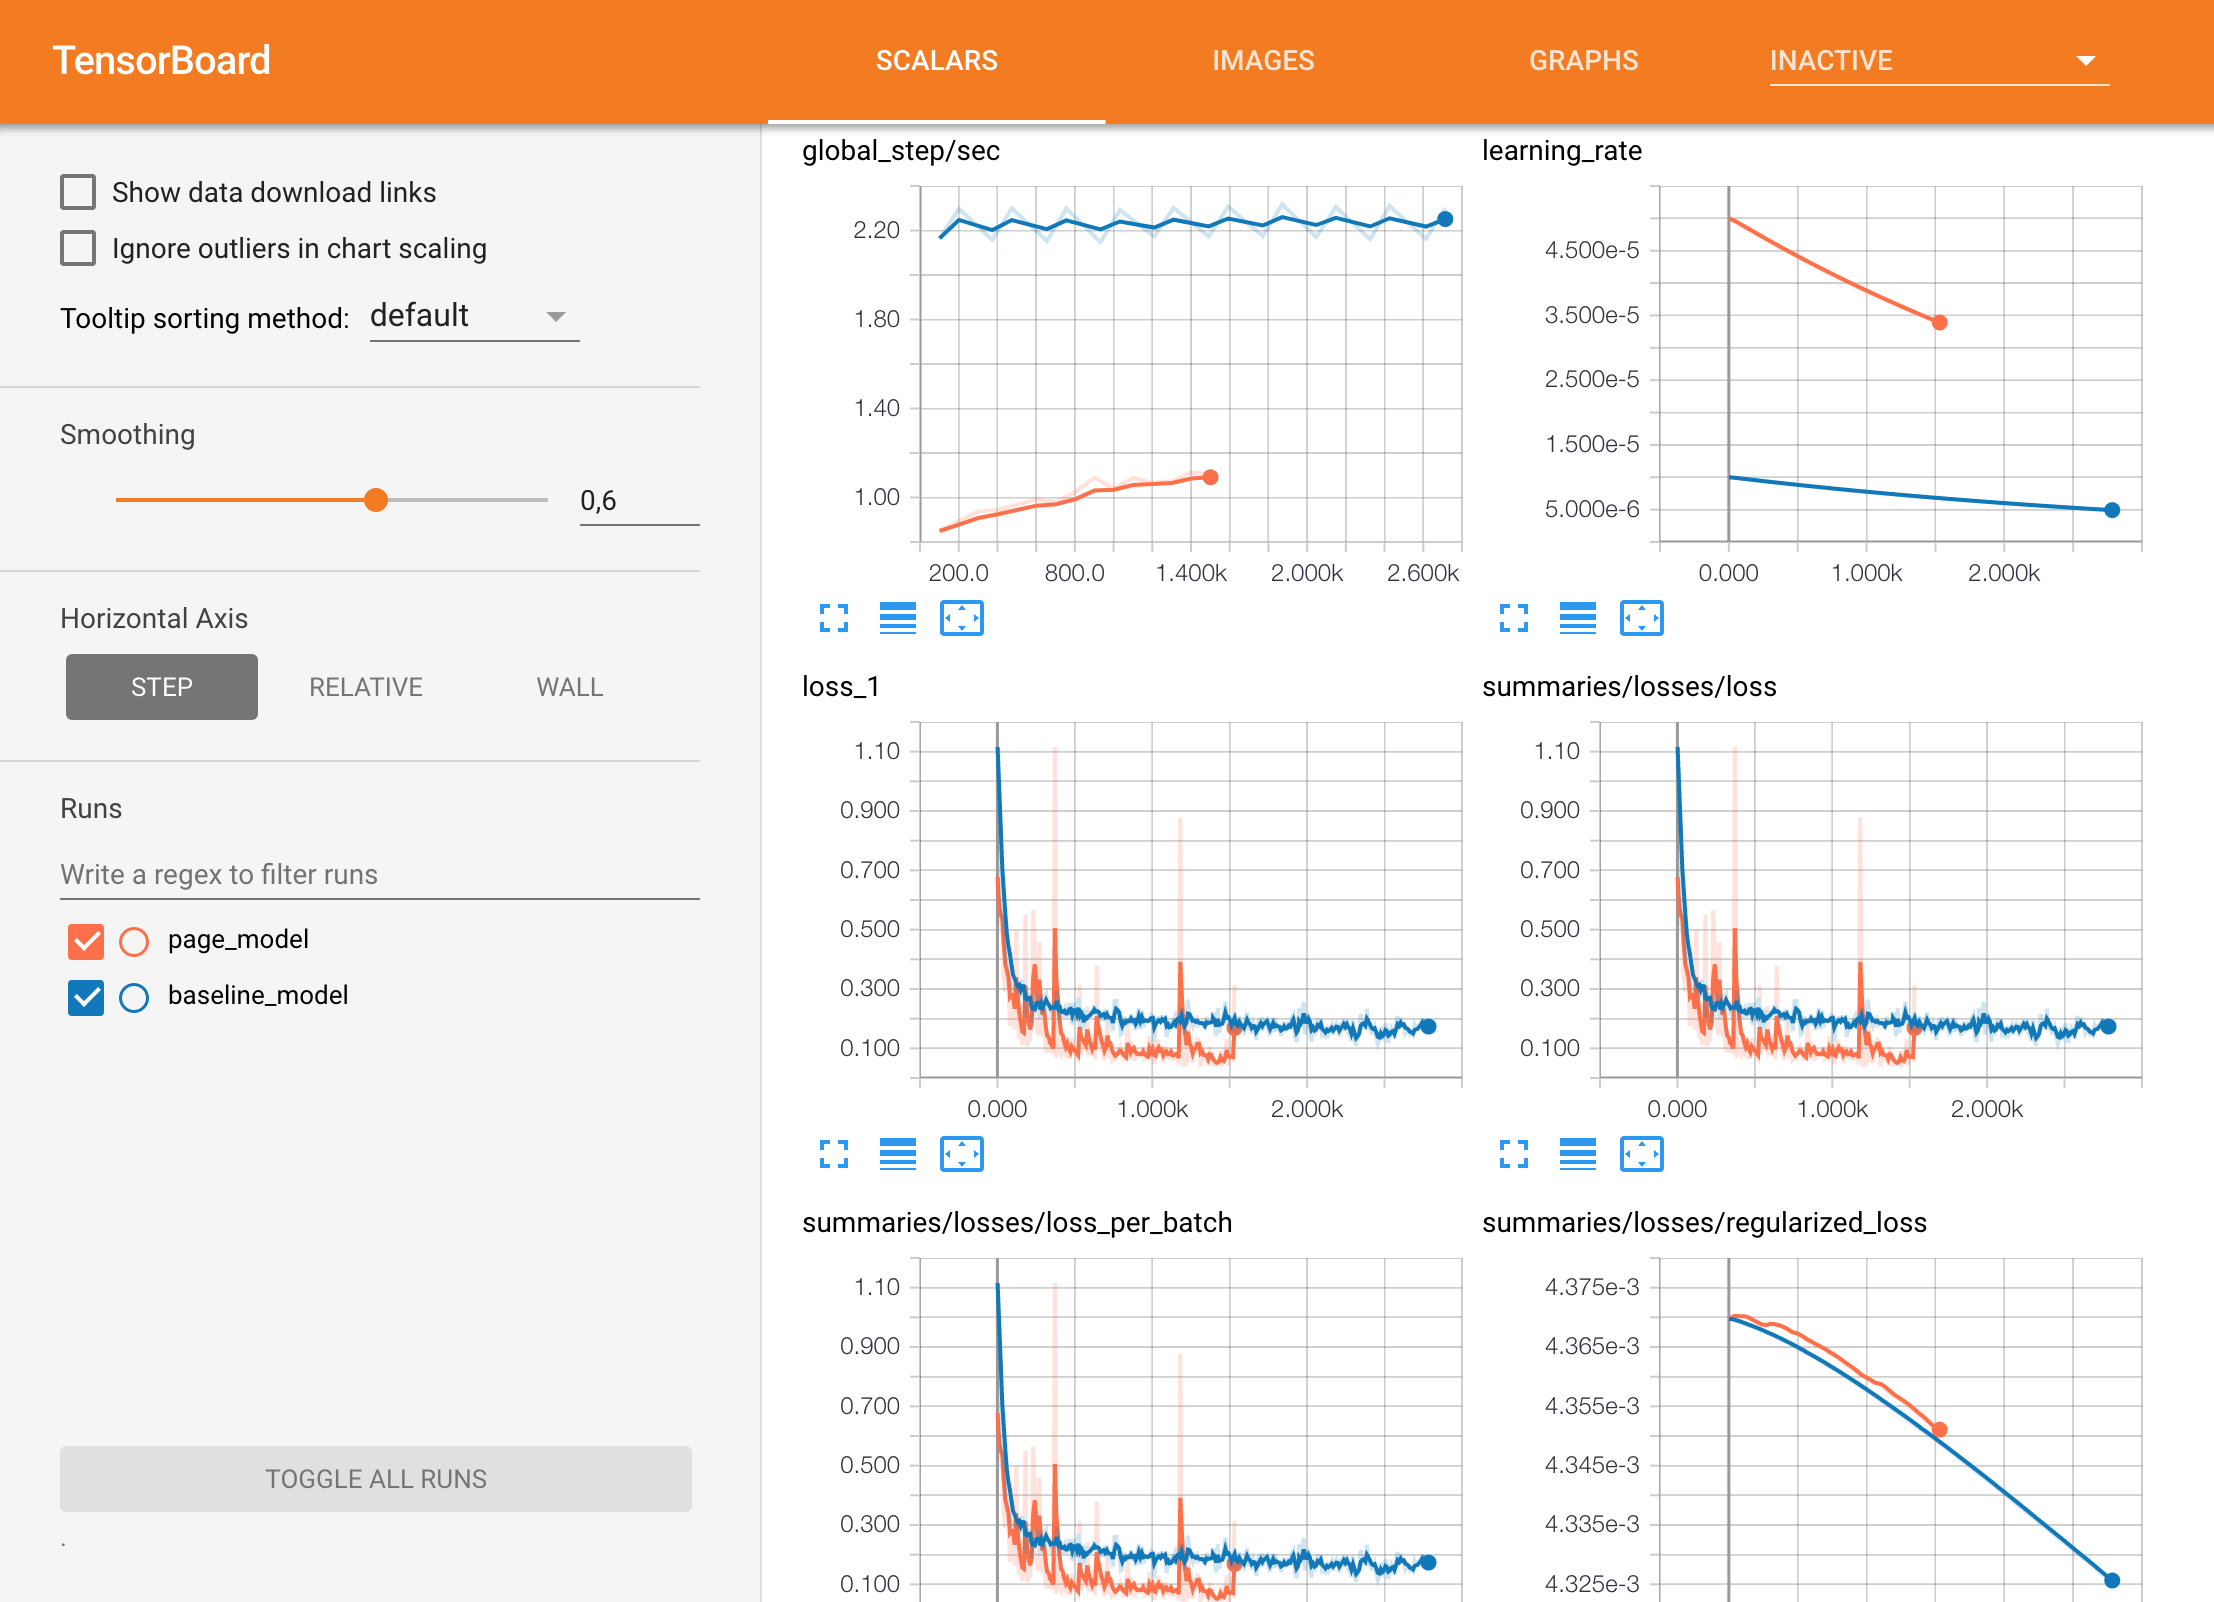 TensorBoard
SCALARS
IMAGES
GRAPHS
INACTIVE
Show data download links
Ignore outliers in chart scaling
Tooltip sorting method: default
Smoothing
0,6
Horizontal Axis
STEP
RELATIVE
WALL
Runs
Write a regex to filter runs
page_model
baseline_model
TOGGLE ALL RUNS
.
global_step/sec
2.20
1.80
1.40
1.00
200.0 800.0 1.400k 2.000k 2.600k
learning_rate
4.500e-5
3.500e-5
2.500e-5
1.500e-5
5.000e-6
0.000 1.000k 2.000k
loss_1
1.10
0.900
0.700
0.500
0.300
0.100
0.000 1.000k 2.000k
summaries/losses/loss
1.10
0.900
0.700
0.500
0.300
0.100
0.000 1.000k 2.000k
summaries/losses/loss_per_batch
1.10
0.900
0.700
0.500
0.300
0.100
summaries/losses/regularized_loss
4.375e-3
4.365e-3
4.355e-3
4.345e-3
4.335e-3
4.325e-3